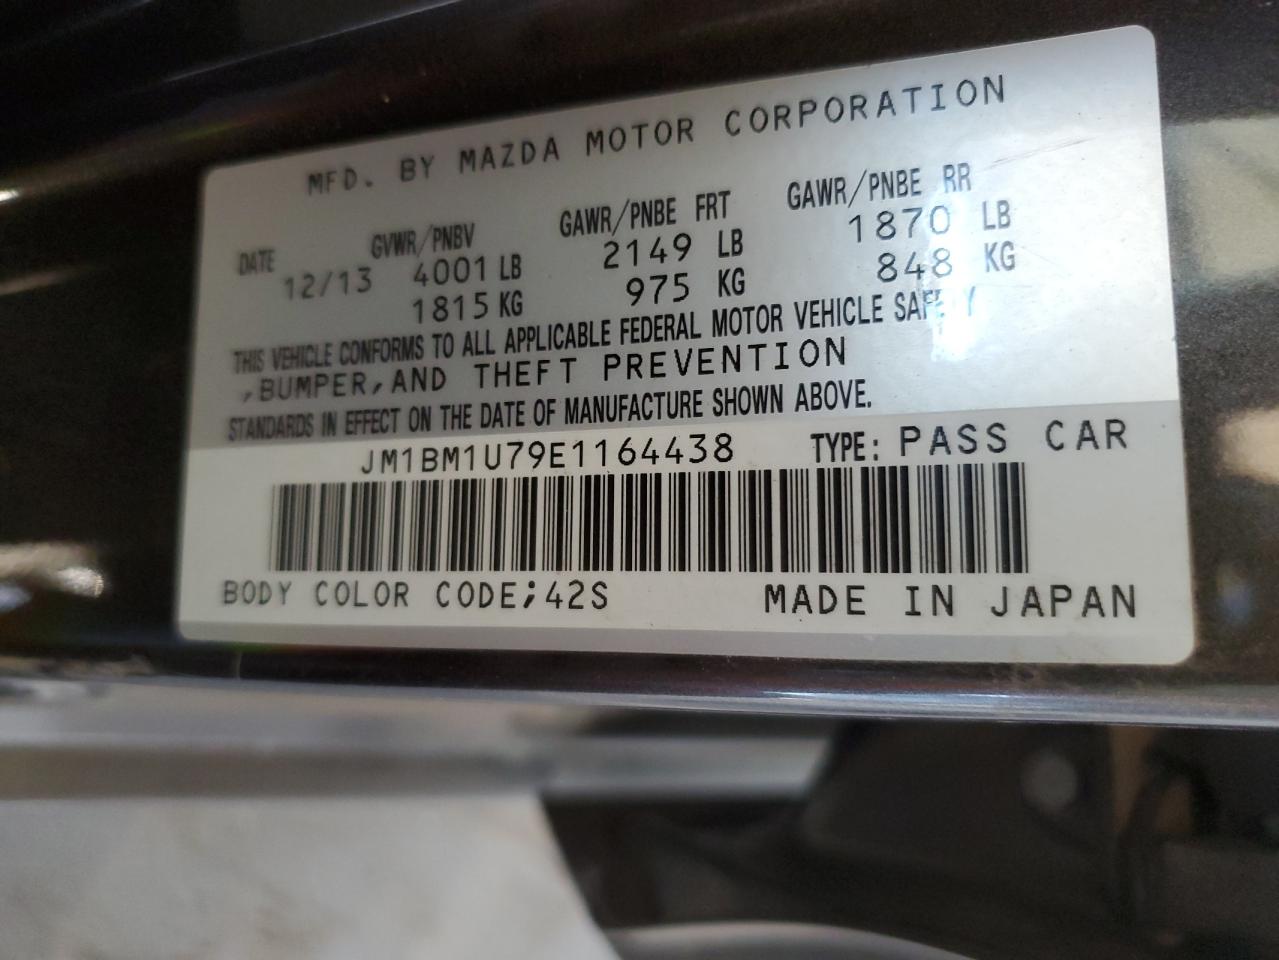 MFD. BY MAZDA MOTOR CORPORATION
DATE GVWR/PNBV GAWR/PNBE FRT GAWR/PNBE RR
12/13 4001 LB 2149 LB 1870 LB
1815 KG 975 KG 848 KG
THIS VEHICLE CONFORMS TO ALL APPLICABLE FEDERAL MOTOR VEHICLE SAFETY
,BUMPER,AND THEFT PREVENTION
STANDARDS IN EFFECT ON THE DATE OF MANUFACTURE SHOWN ABOVE.
JM1BM1U79E1164438 TYPE: PASS CAR
BODY COLOR CODE;42S MADE IN JAPAN